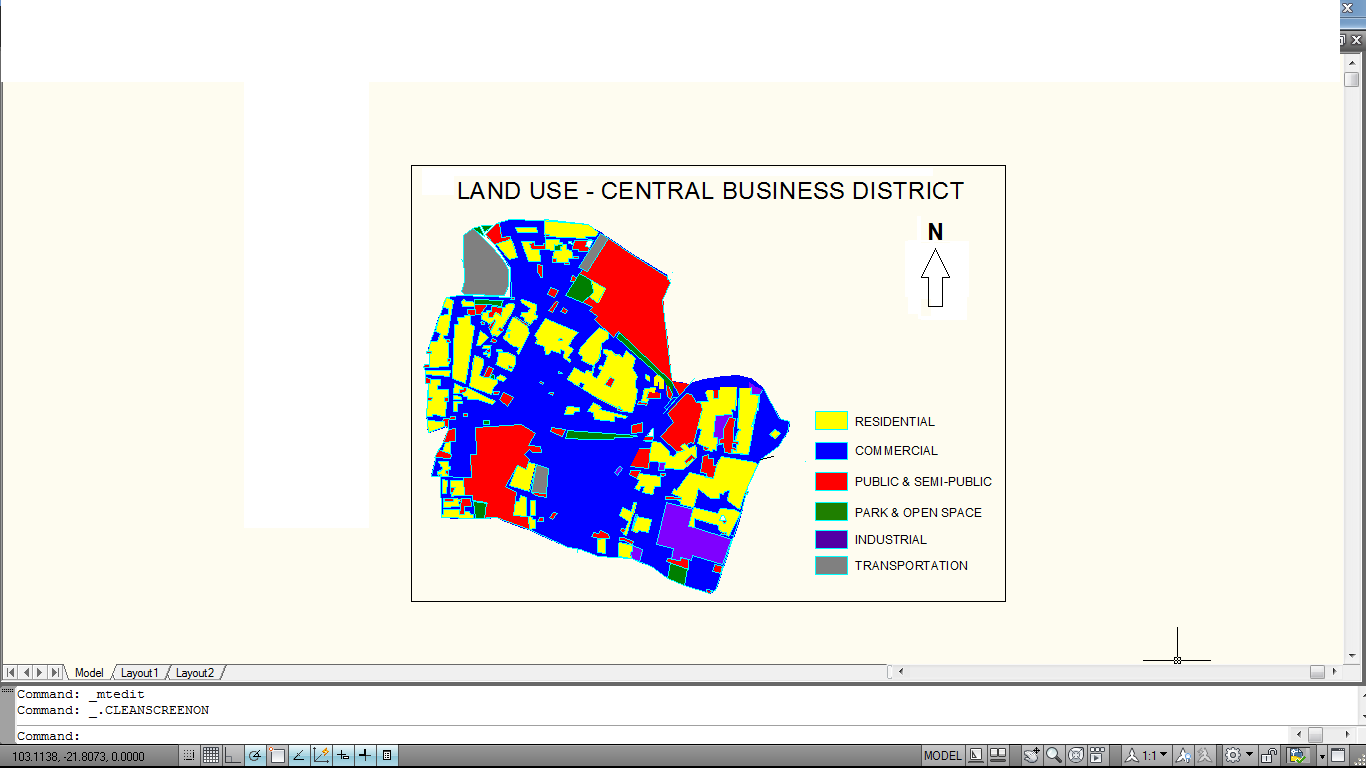 LAND USE - CENTRAL BUSINESS DISTRICT
N
RESIDENTIAL
COMMERCIAL
PUBLIC & SEMI-PUBLIC
PARK & OPEN SPACE
INDUSTRIAL
TRANSPORTATION
Model Layout1 Layout2
Command: _mtedit
Command: _.CLEANSCREENON
Command:
103.1138, -21.8073, 0.0000 MODEL 1:1